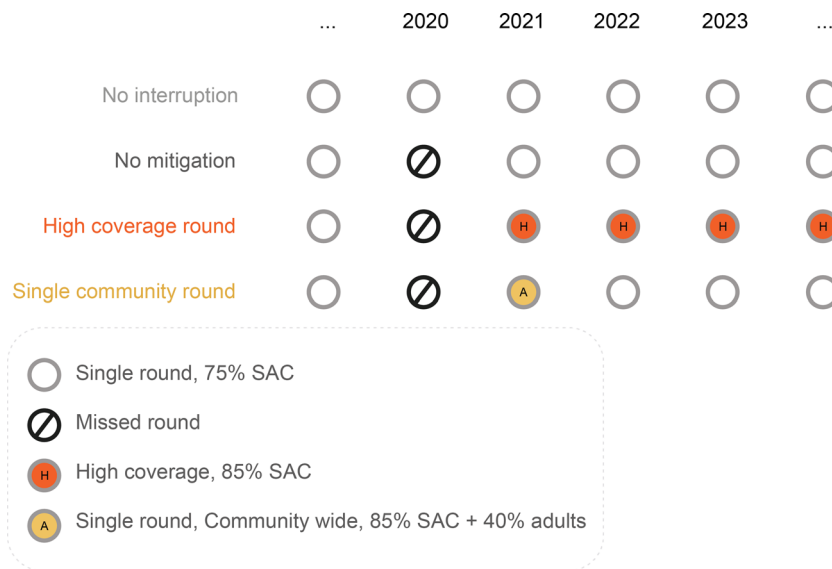 ... 2020 2021 2022 2023 ...
No interruption
No mitigation
High coverage round H H H H
Single community round A
Single round, 75% SAC
Missed round
H High coverage, 85% SAC
A Single round, Community wide, 85% SAC + 40% adults